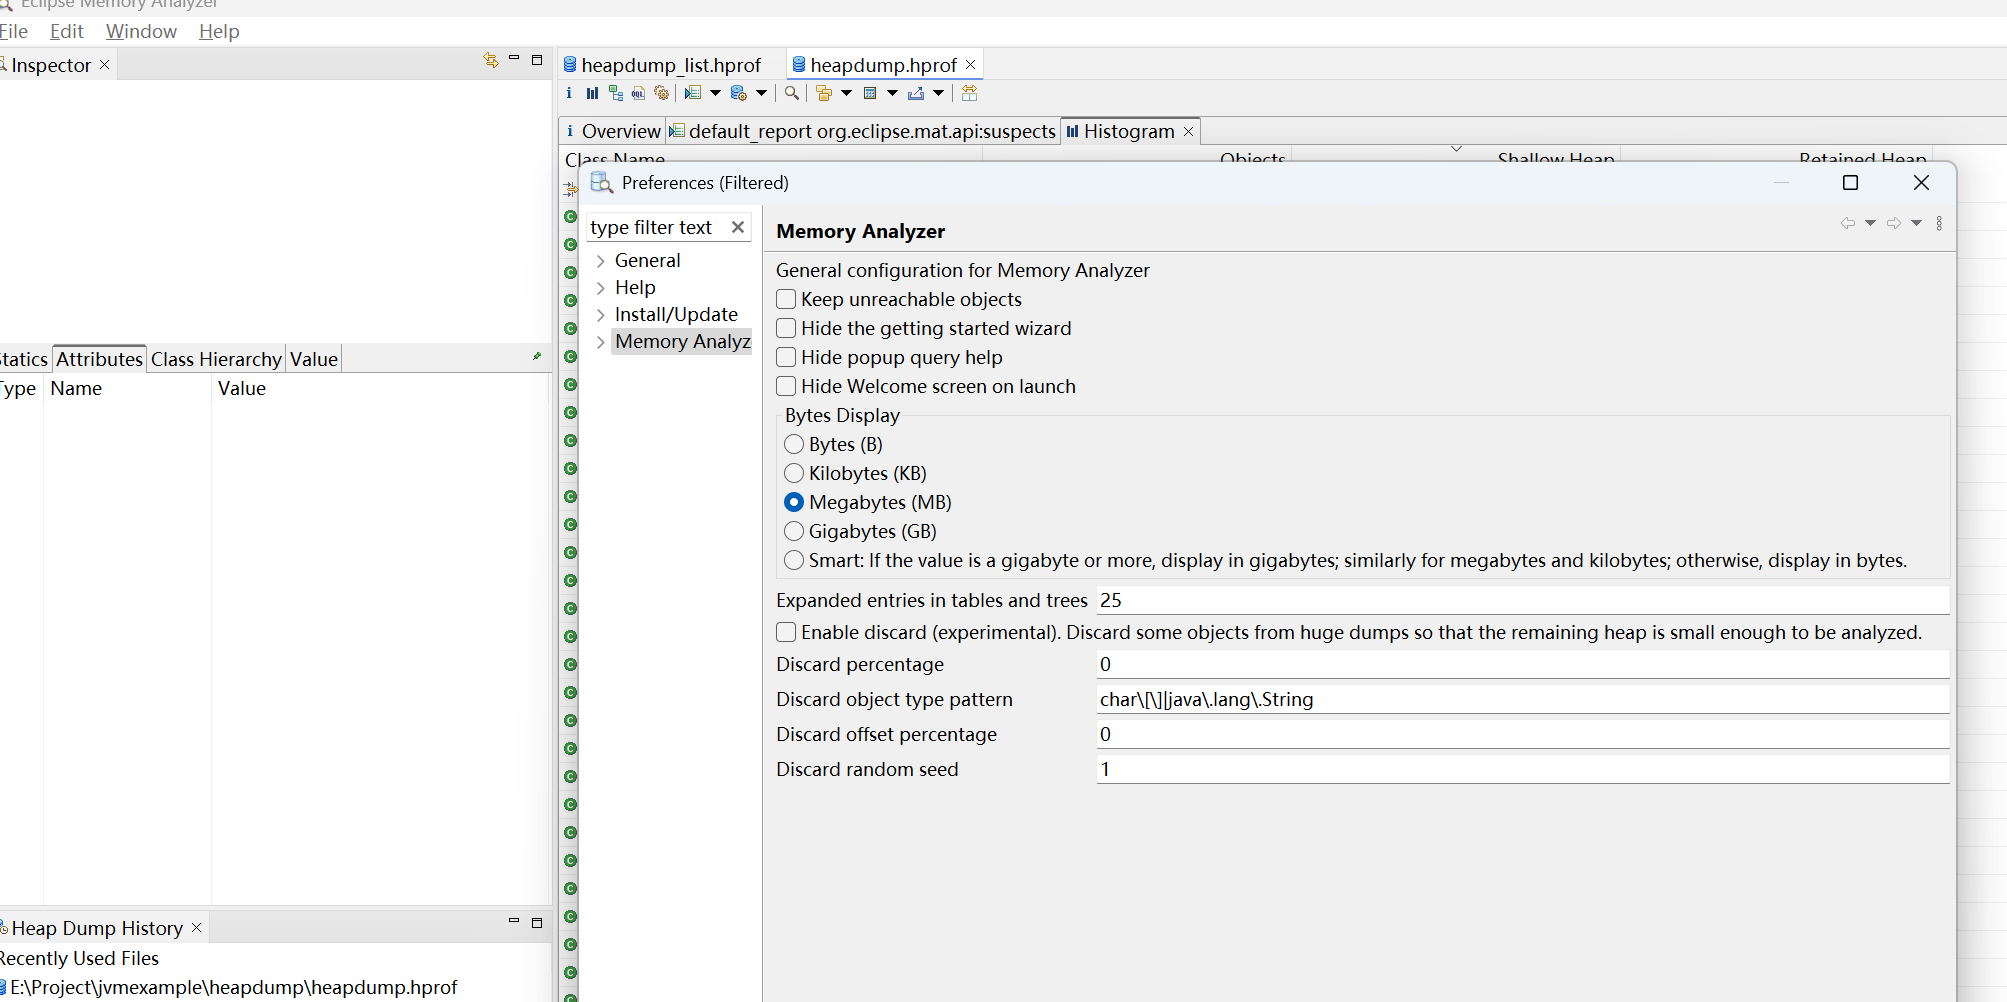 Eclipse Memory Analyzer
File Edit Window Help
Inspector
heapdump_list.hprof
heapdump.hprof
OQL
Overview
default_report org.eclipse.mat.api:suspects
Histogram
Class Name
Objects
Shallow Heap
Retained Heap
Preferences (Filtered)
type filter text
General
Help
Install/Update
Memory Analyz
Memory Analyzer
General configuration for Memory Analyzer
Keep unreachable objects
Hide the getting started wizard
Hide popup query help
Hide Welcome screen on launch
Bytes Display
Bytes (B)
Kilobytes (KB)
Megabytes (MB)
Gigabytes (GB)
Smart: If the value is a gigabyte or more, display in gigabytes; similarly for megabytes and kilobytes; otherwise, display in bytes.
Expanded entries in tables and trees 25
Enable discard (experimental). Discard some objects from huge dumps so that the remaining heap is small enough to be analyzed.
Discard percentage 0
Discard object type pattern char\[\]|java\.lang\.String
Discard offset percentage 0
Discard random seed 1
tatics Attributes Class Hierarchy Value
Type Name Value
Heap Dump History
Recently Used Files
E:\Project\jvmexample\heapdump\heapdump.hprof